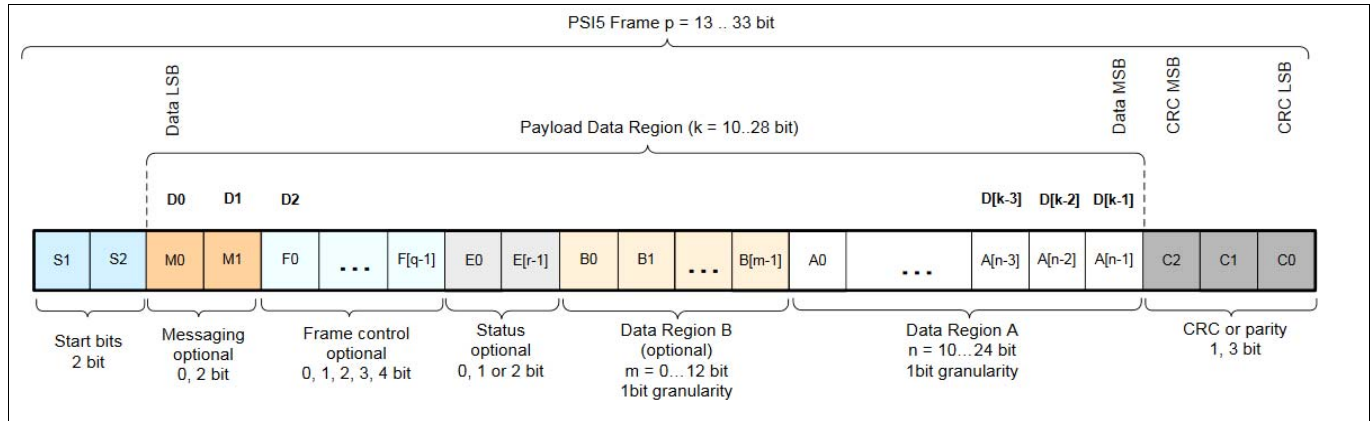 PSI5 Frame p = 13 .. 33 bit
Data LSB
Data MSB
CRC MSB
CRC LSB
Payload Data Region (k = 10..28 bit)
D0 D1 D2 D[k-3] D[k-2] D[k-1]
S1 S2 M0 M1 F0 ... F[q-1] E0 E[r-1] B0 B1 ... B[m-1] A0 ... A[n-3] A[n-2] A[n-1] C2 C1 C0
Start bits
2 bit
Messaging
optional
0, 2 bit
Frame control
optional
0, 1, 2, 3, 4 bit
Status
optional
0, 1 or 2 bit
Data Region B
(optional)
m = 0...12 bit
1bit granularity
Data Region A
n = 10...24 bit
1bit granularity
CRC or parity
1, 3 bit